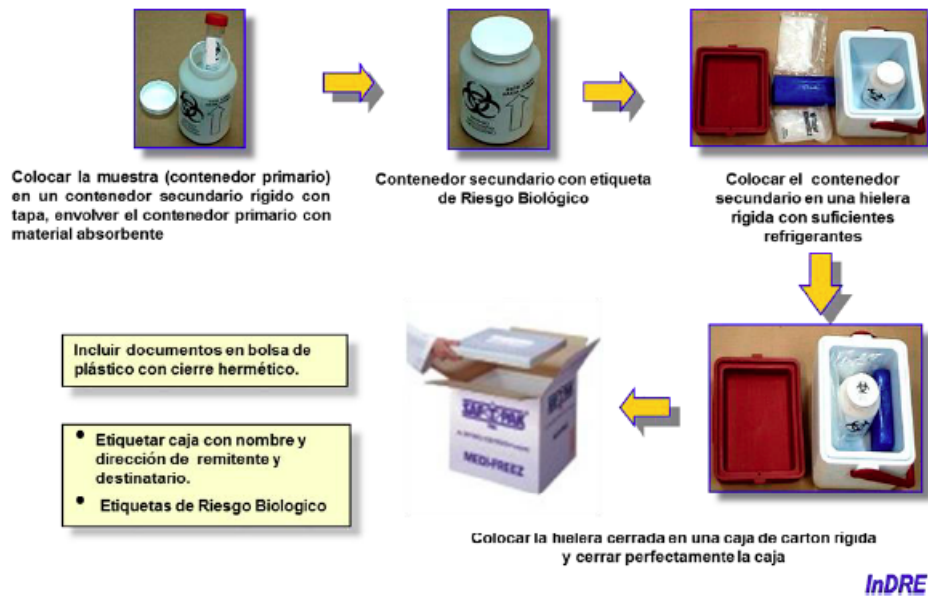 Colocar la muestra (contenedor primario)
en un contenedor secundario rígido con
tapa, envolver el contenedor primario con
material absorbente
Contenedor secundario con etiqueta
de Riesgo Biológico
Colocar el contenedor
secundario en una hielera
rígida con suficientes
refrigerantes
Incluir documentos en bolsa de
plástico con cierre hermético.
• Etiquetar caja con nombre y
dirección de remitente y
destinatario.
• Etiquetas de Riesgo Biologico
SAF-T-PAK
MEDI-FREEZ
Colocar la hielera cerrada en una caja de carton rígida
y cerrar perfectamente la caja
InDRE